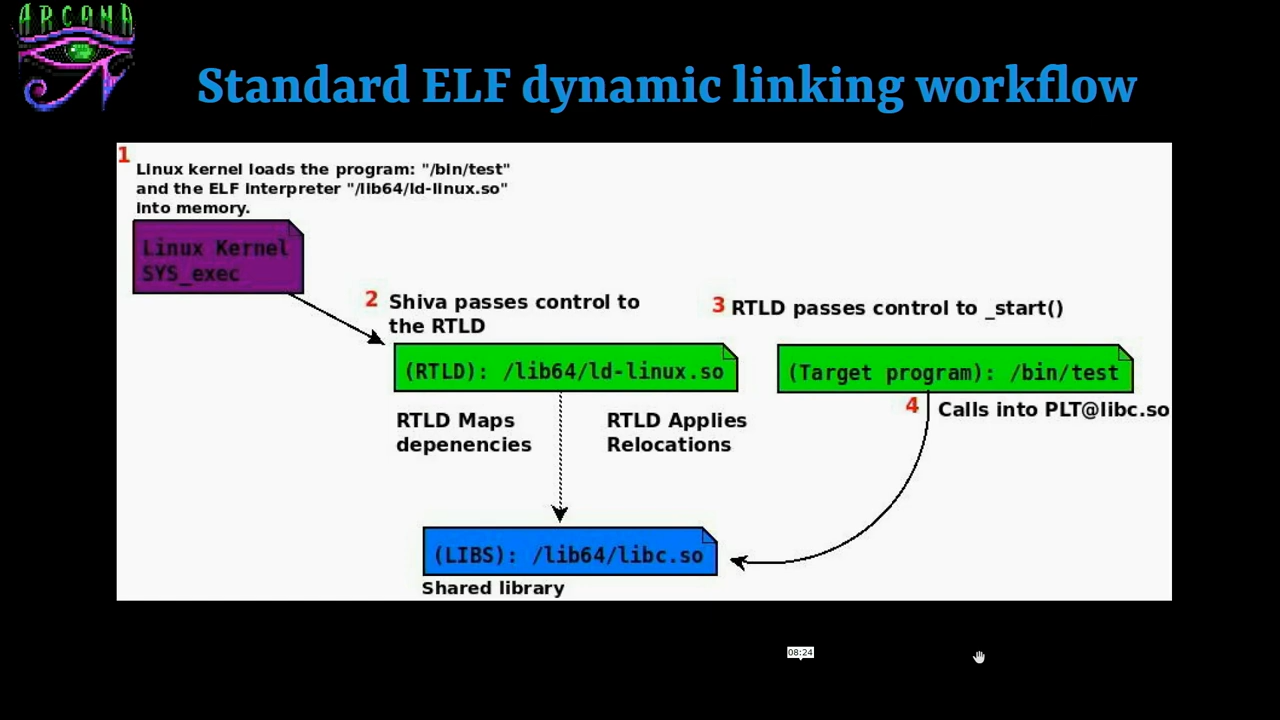 ARCANA
Standard ELF dynamic linking workflow
1
Linux kernel loads the program: "/bin/test"
and the ELF interpreter "/lib64/ld-linux.so"
into memory.
Linux Kernel
SYS_exec
2 Shiva passes control to
the RTLD
3 RTLD passes control to _start()
(RTLD): /lib64/ld-linux.so
(Target program): /bin/test
4 Calls into PLT@libc.so
RTLD Maps
depenencies
RTLD Applies
Relocations
(LIBS): /lib64/libc.so
Shared library
08:24